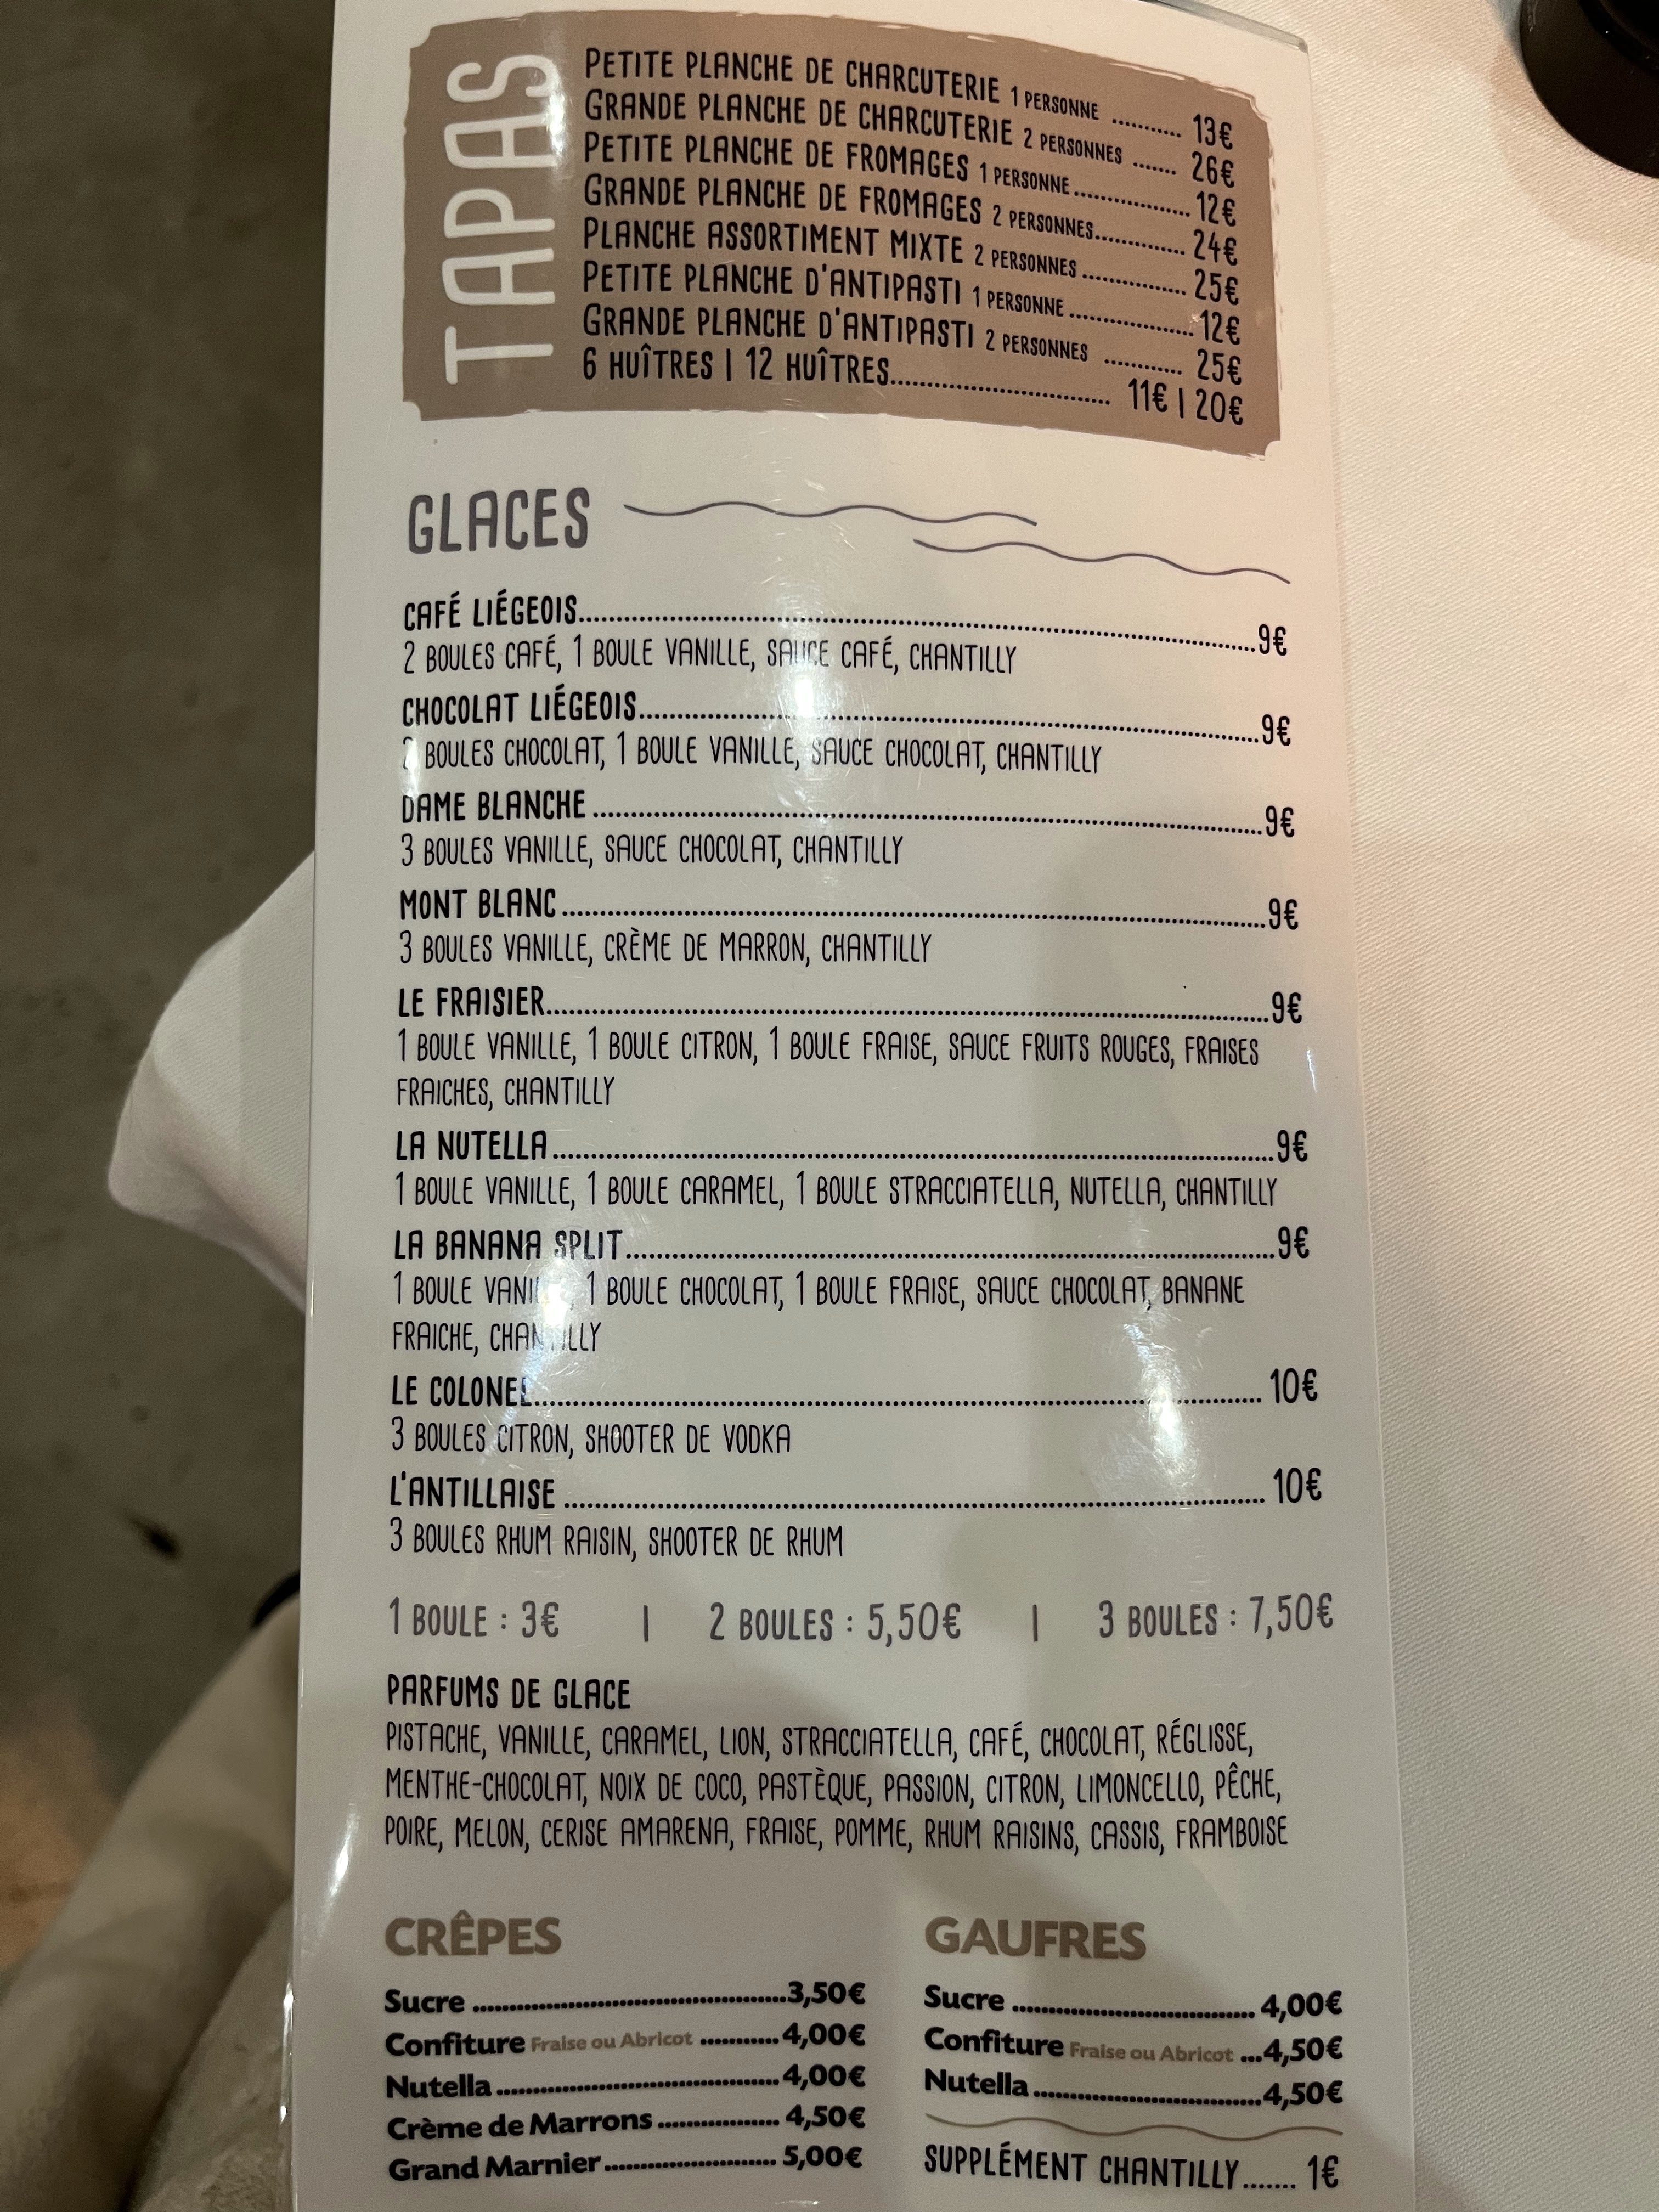 TAPAS
PETITE PLANCHE DE CHARCUTERIE 1 PERSONNE ........... 13€
GRANDE PLANCHE DE CHARCUTERIE 2 PERSONNES ....... 26€
PETITE PLANCHE DE FROMAGES 1 PERSONNE................. 12€
GRANDE PLANCHE DE FROMAGES 2 PERSONNES.............. 24€
PLANCHE ASSORTIMENT MIXTE 2 PERSONNES................ 25€
PETITE PLANCHE D'ANTIPASTI 1 PERSONNE................... 12€
GRANDE PLANCHE D'ANTIPASTI 2 PERSONNES ............ 25€
6 HUÎTRES | 12 HUÎTRES.................................. 11€ | 20€
GLACES
CAFÉ LIÉGEOIS..........................................................9€
2 BOULES CAFÉ, 1 BOULE VANILLE, SAUCE CAFÉ, CHANTILLY
CHOCOLAT LIÉGEOIS..........................................................9€
2 BOULES CHOCOLAT, 1 BOULE VANILLE, SAUCE CHOCOLAT, CHANTILLY
DAME BLANCHE ..........................................................9€
3 BOULES VANILLE, SAUCE CHOCOLAT, CHANTILLY
MONT BLANC ..........................................................9€
3 BOULES VANILLE, CRÈME DE MARRON, CHANTILLY
LE FRAISIER..........................................................9€
1 BOULE VANILLE, 1 BOULE CITRON, 1 BOULE FRAISE, SAUCE FRUITS ROUGES, FRAISES
FRAICHES, CHANTILLY
LA NUTELLA ..........................................................9€
1 BOULE VANILLE, 1 BOULE CARAMEL, 1 BOULE STRACCIATELLA, NUTELLA, CHANTILLY
LA BANANA SPLIT..........................................................9€
1 BOULE VANILLE, 1 BOULE CHOCOLAT, 1 BOULE FRAISE, SAUCE CHOCOLAT, BANANE
FRAICHE, CHANTILLY
LE COLONEL.......................................................... 10€
3 BOULES CITRON, SHOOTER DE VODKA
L'ANTILLAISE .......................................................... 10€
3 BOULES RHUM RAISIN, SHOOTER DE RHUM
1 BOULE : 3€ | 2 BOULES : 5,50€ | 3 BOULES : 7,50€
PARFUMS DE GLACE
PISTACHE, VANILLE, CARAMEL, LION, STRACCIATELLA, CAFÉ, CHOCOLAT, RÉGLISSE,
MENTHE-CHOCOLAT, NOIX DE COCO, PASTÈQUE, PASSION, CITRON, LIMONCELLO, PÊCHE,
POIRE, MELON, CERISE AMARENA, FRAISE, POMME, RHUM RAISINS, CASSIS, FRAMBOISE
CRÊPES
Sucre ..........................................3,50€
Confiture Fraise ou Abricot ...........4,00€
Nutella ......................................4,00€
Crème de Marrons ................ 4,50€
Grand Marnier....................... 5,00€
GAUFRES
Sucre ................................. 4,00€
Confiture Fraise ou Abricot ...4,50€
Nutella ...............................4,50€
SUPPLÉMENT CHANTILLY....... 1€